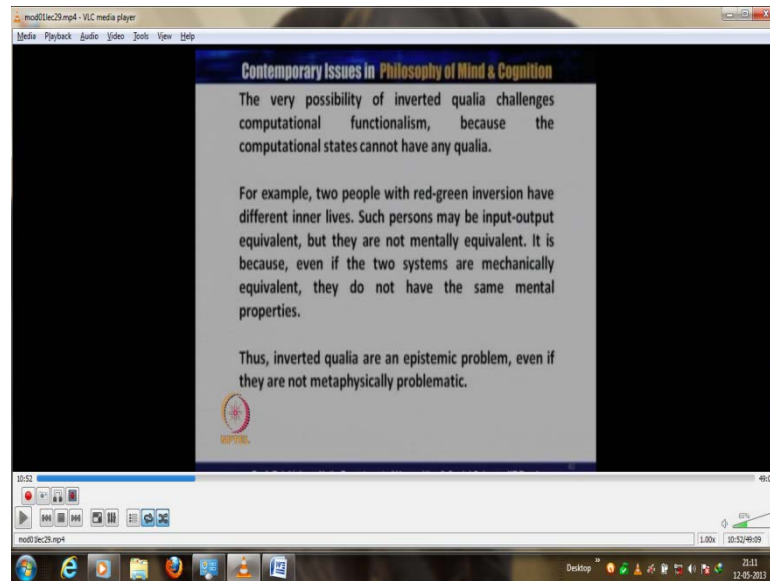 mod01lec29.mp4 - VLC media player
Media Playback Audio Video Tools View Help
Contemporary Issues in Philosophy of Mind & Cognition
The very possibility of inverted qualia challenges
computational functionalism, because the
computational states cannot have any qualia.
For example, two people with red-green inversion have
different inner lives. Such persons may be input-output
equivalent, but they are not mentally equivalent. It is
because, even if the two systems are mechanically
equivalent, they do not have the same mental
properties.
Thus, inverted qualia are an epistemic problem, even if
they are not metaphysically problematic.
NPTEL
10:52
mod01lec29.mp4 1.00x 10:52/49:09
Desktop 21:11
12-05-2013